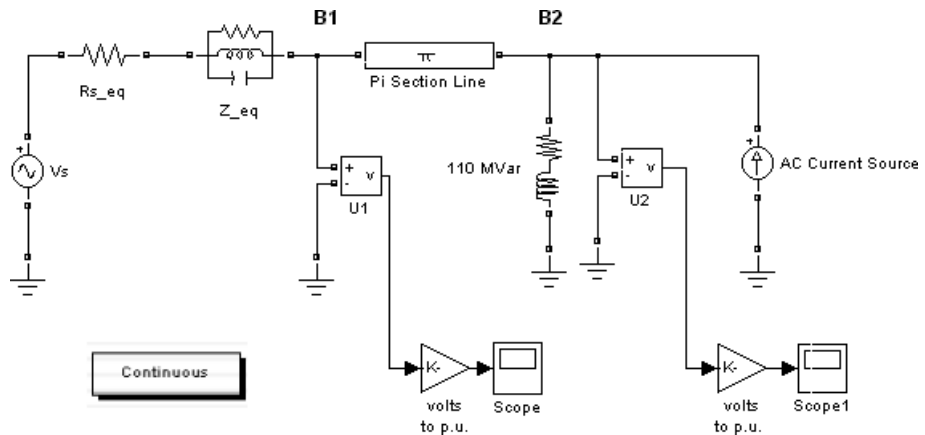 B1
B2
Rs_eq
Z_eq
π
Pi Section Line
+
Vs
+
-
v
U1
110 MVar
+
-
v
U2
+
AC Current Source
Continuous
K-
volts
to p.u.
Scope
K-
volts
to p.u.
Scope1